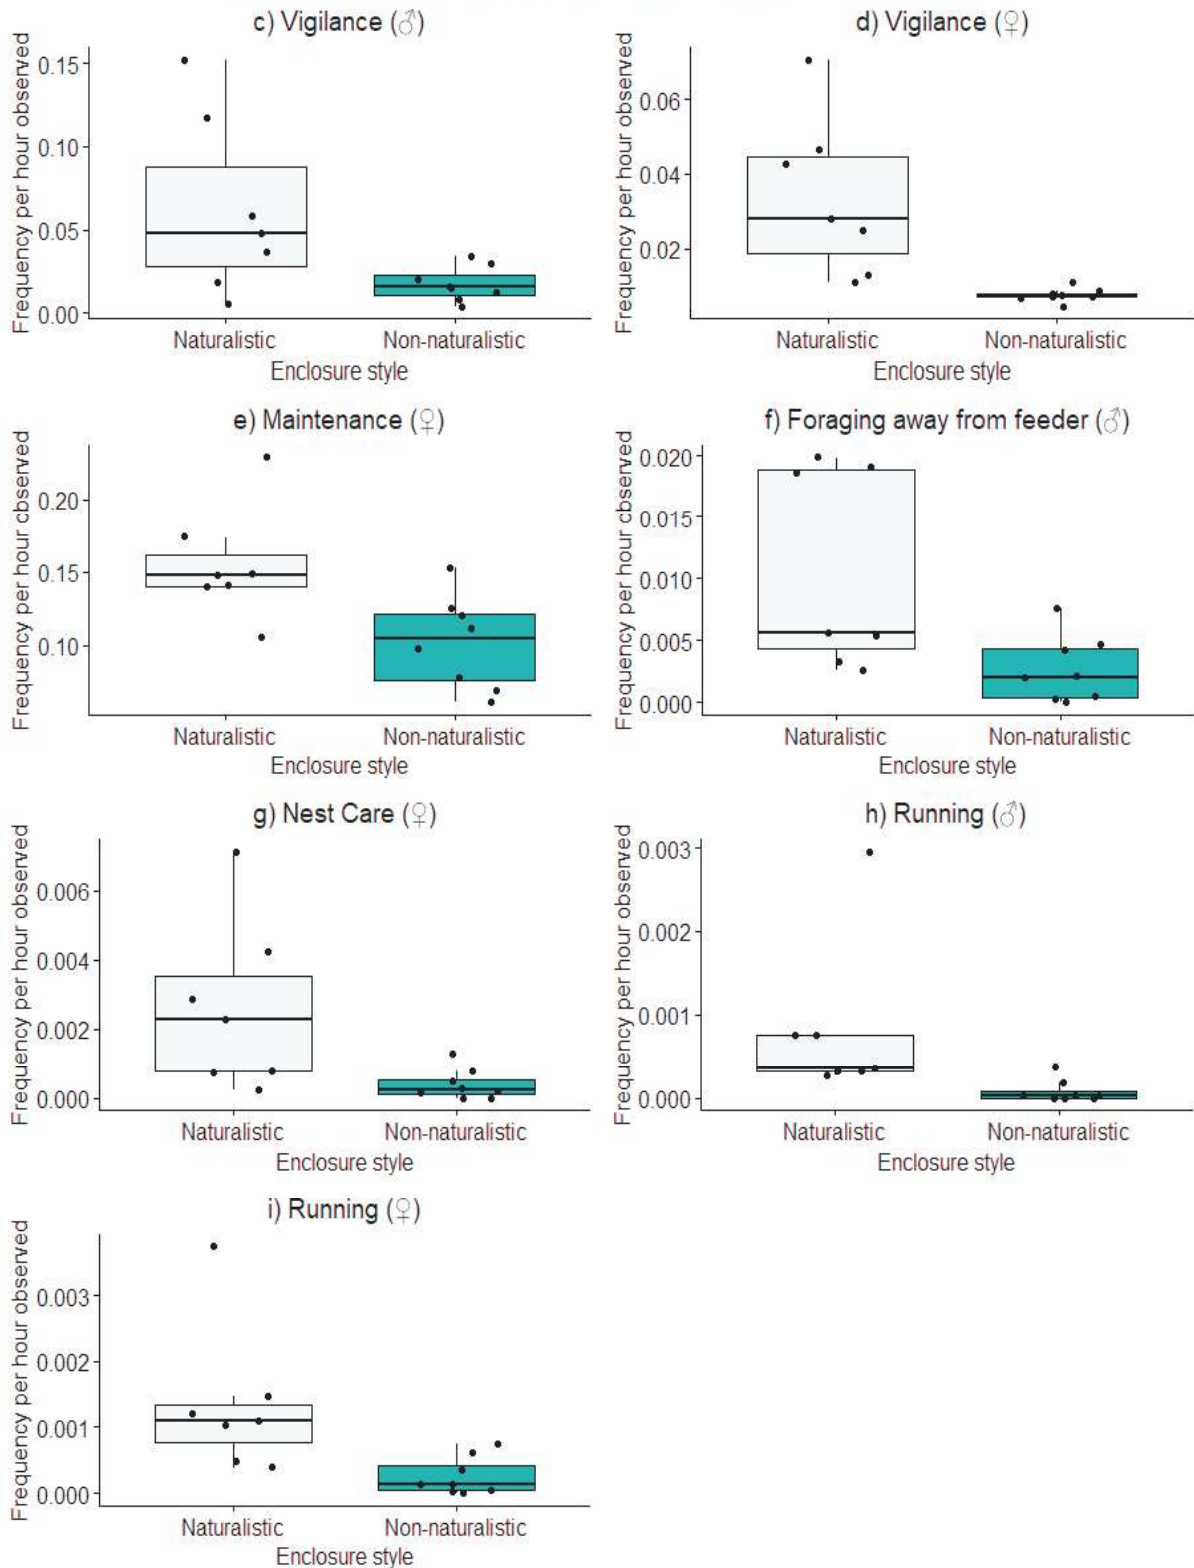 c) Vigilance (♂)
Frequency per hour observed
0.15
0.10
0.05
0.00
Naturalistic Non-naturalistic
Enclosure style
d) Vigilance (♀)
Frequency per hour observed
0.06
0.04
0.02
Naturalistic Non-naturalistic
Enclosure style
e) Maintenance (♀)
Frequency per hour observed
0.20
0.15
0.10
Naturalistic Non-naturalistic
Enclosure style
f) Foraging away from feeder (♂)
Frequency per hour observed
0.020
0.015
0.010
0.005
0.000
Naturalistic Non-naturalistic
Enclosure style
g) Nest Care (♀)
Frequency per hour observed
0.006
0.004
0.002
0.000
Naturalistic Non-naturalistic
Enclosure style
h) Running (♂)
Frequency per hour observed
0.003
0.002
0.001
0.000
Naturalistic Non-naturalistic
Enclosure style
i) Running (♀)
Frequency per hour observed
0.003
0.002
0.001
0.000
Naturalistic Non-naturalistic
Enclosure style